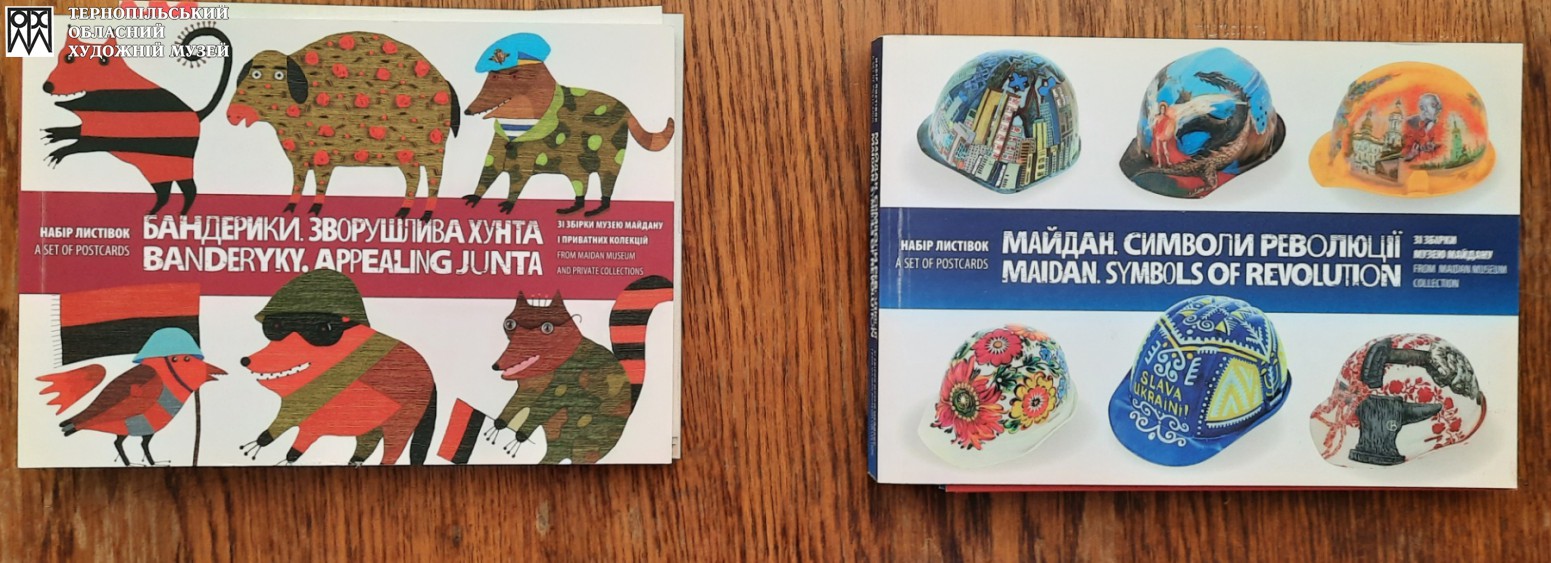 ТЕРНОПІЛЬСЬКИЙ
ОБЛАСНИЙ
ХУДОЖНІЙ МУЗЕЙ
НАБІР ЛИСТІВОК
A SET OF POSTCARDS
БАНДЕРИКИ. ЗВОРУШЛИВА ХУНТА
BANDERYKY. APPEALING JUNTA
ЗІ ЗБІРКИ МУЗЕЮ МАЙДАНУ
І ПРИВАТНИХ КОЛЕКЦІЙ
FROM MAIDAN MUSEUM
AND PRIVATE COLLECTIONS
НАБІР ЛИСТІВОК
A SET OF POSTCARDS
МАЙДАН. СИМВОЛИ РЕВОЛЮЦІЇ
MAIDAN. SYMBOLS OF REVOLUTION
ЗІ ЗБІРКИ
МУЗЕЮ МАЙДАНУ
FROM MAIDAN MUSEUM
COLLECTION
SLAVA
UKRAINI!